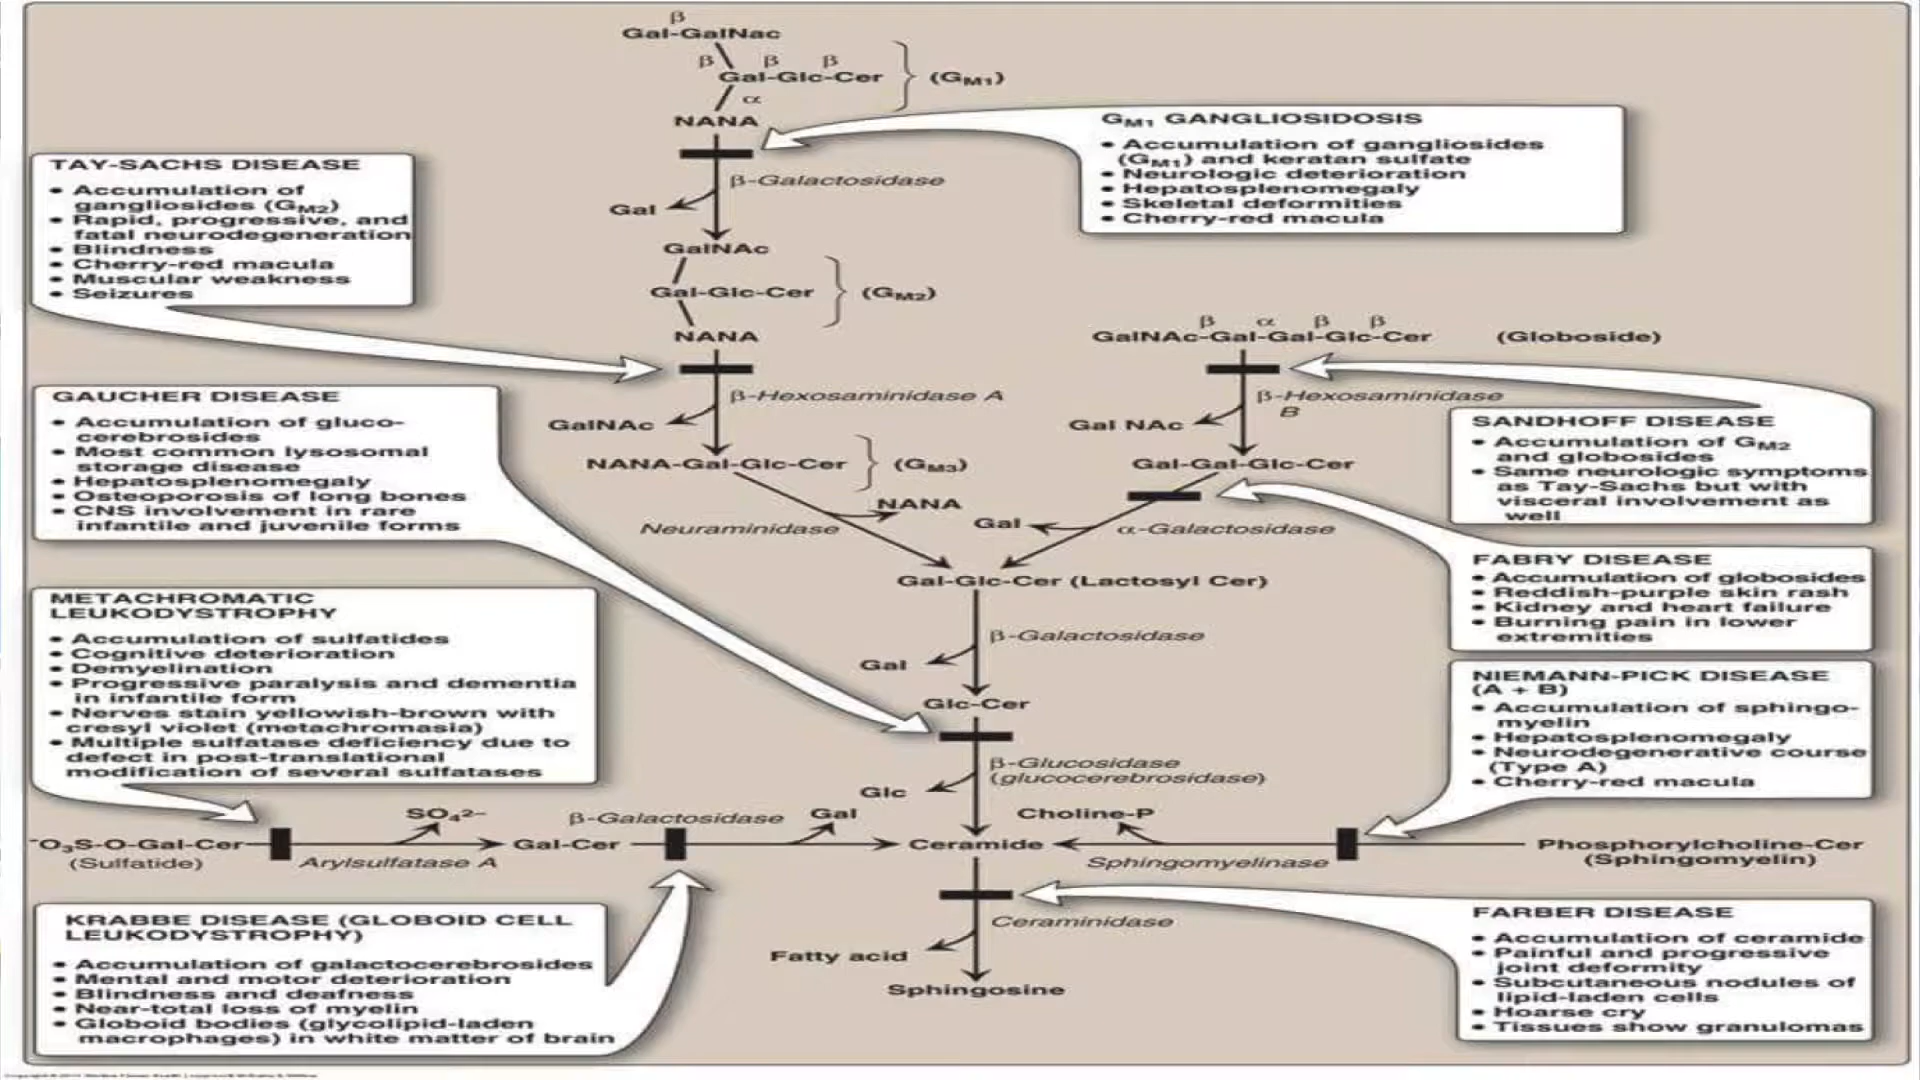 β
Gal-GalNac
β β β
Gal-Glc-Cer (GM1)
α
NANA
β-Galactosidase
Gal
GalNAc
Gal-Glc-Cer (GM2)
NANA
β-Hexosaminidase A
GalNAc
NANA-Gal-Glc-Cer (GM3)
NANA
Neuraminidase
GM1 GANGLIOSIDOSIS
• Accumulation of gangliosides
(GM1) and keratan sulfate
• Neurologic deterioration
• Hepatosplenomegaly
• Skeletal deformities
• Cherry-red macula
TAY-SACHS DISEASE
• Accumulation of
gangliosides (GM2)
• Rapid, progressive, and
fatal neurodegeneration
• Blindness
• Cherry-red macula
• Muscular weakness
• Seizures
β α β β
GalNAc-Gal-Gal-Glc-Cer (Globoside)
β-Hexosaminidase
B
Gal NAc
Gal-Gal-Glc-Cer
Gal
α-Galactosidase
SANDHOFF DISEASE
• Accumulation of GM2
and globosides
• Same neurologic symptoms
as Tay-Sachs but with
visceral involvement as
well
GAUCHER DISEASE
• Accumulation of gluco-
cerebrosides
• Most common lysosomal
storage disease
• Hepatosplenomegaly
• Osteoporosis of long bones
• CNS involvement in rare
infantile and juvenile forms
FABRY DISEASE
• Accumulation of globosides
• Reddish-purple skin rash
• Kidney and heart failure
• Burning pain in lower
extremities
Gal-Glc-Cer (Lactosyl Cer)
β-Galactosidase
Gal
Glc-Cer
β-Glucosidase
(glucocerebrosidase)
Glc
METACHROMATIC
LEUKODYSTROPHY
• Accumulation of sulfatides
• Cognitive deterioration
• Demyelination
• Progressive paralysis and dementia
in infantile form
• Nerves stain yellowish-brown with
cresyl violet (metachromasia)
• Multiple sulfatase deficiency due to
defect in post-translational
modification of several sulfatases
NIEMANN-PICK DISEASE
(A + B)
• Accumulation of sphingo-
myelin
• Hepatosplenomegaly
• Neurodegenerative course
(Type A)
• Cherry-red macula
SO₄²⁻
β-Galactosidase
Gal
Choline-P
⁻O₃S-O-Gal-Cer
(Sulfatide)
Arylsulfatase A
Gal-Cer
Ceramide
Sphingomyelinase
Phosphorylcholine-Cer
(Sphingomyelin)
Ceraminidase
Fatty acid
Sphingosine
KRABBE DISEASE (GLOBOID CELL
LEUKODYSTROPHY)
• Accumulation of galactocerebrosides
• Mental and motor deterioration
• Blindness and deafness
• Near-total loss of myelin
• Globoid bodies (glycolipid-laden
macrophages) in white matter of brain
FARBER DISEASE
• Accumulation of ceramide
• Painful and progressive
joint deformity
• Subcutaneous nodules of
lipid-laden cells
• Hoarse cry
• Tissues show granulomas